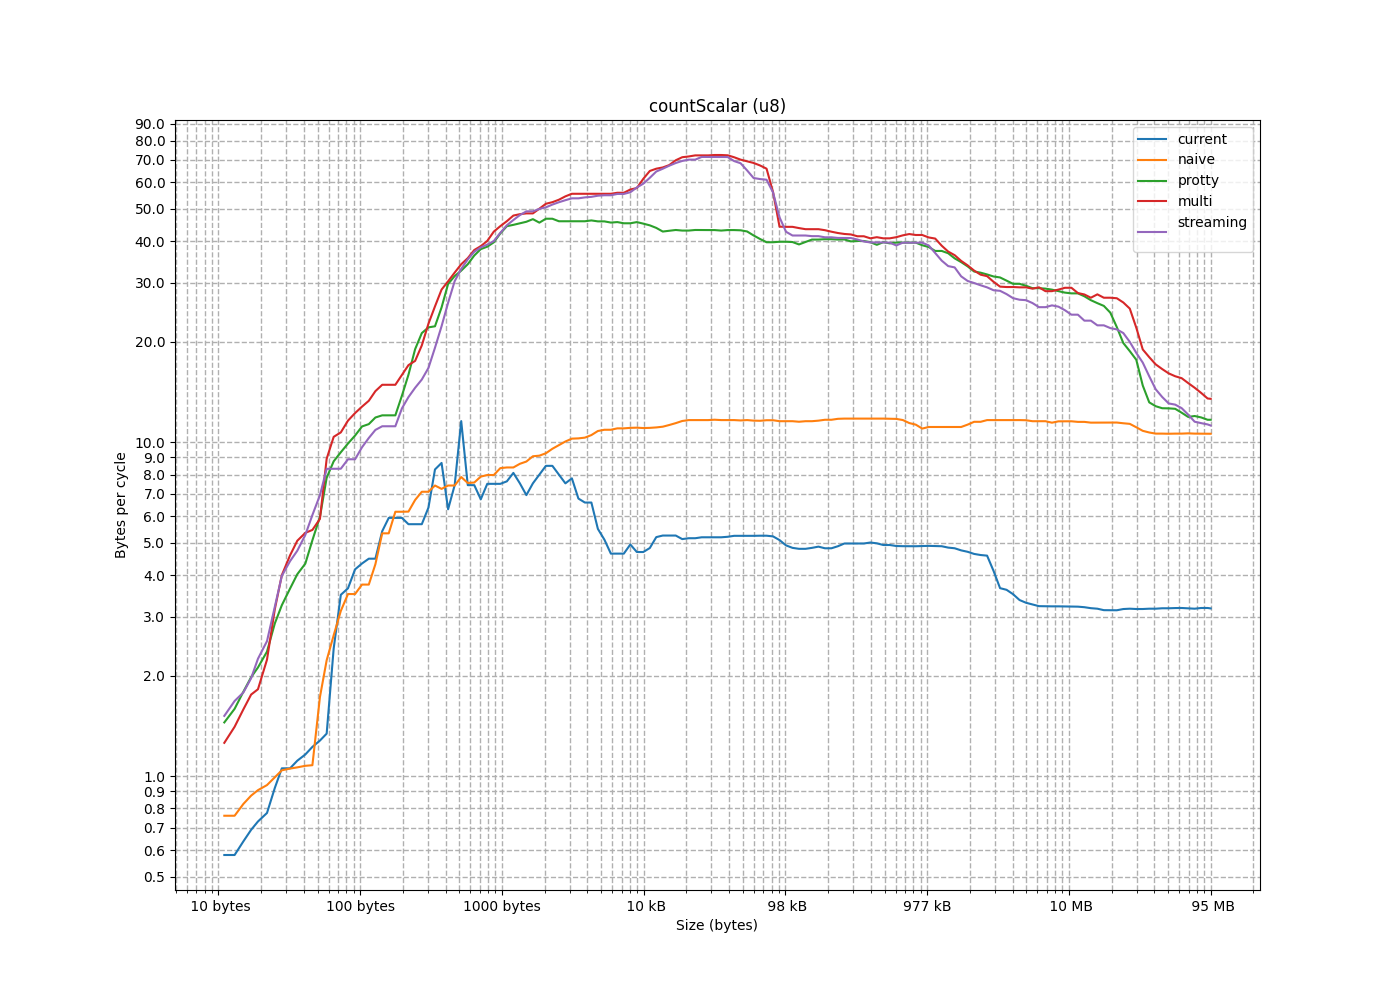 countScalar (u8)
90.0
80.0
70.0
60.0
50.0
40.0
30.0
20.0
10.0
9.0
8.0
7.0
6.0
5.0
4.0
3.0
2.0
1.0
0.9
0.8
0.7
0.6
0.5
Bytes per cycle
current
naive
protty
multi
streaming
10 bytes
100 bytes
1000 bytes
10 kB
98 kB
977 kB
10 MB
95 MB
Size (bytes)